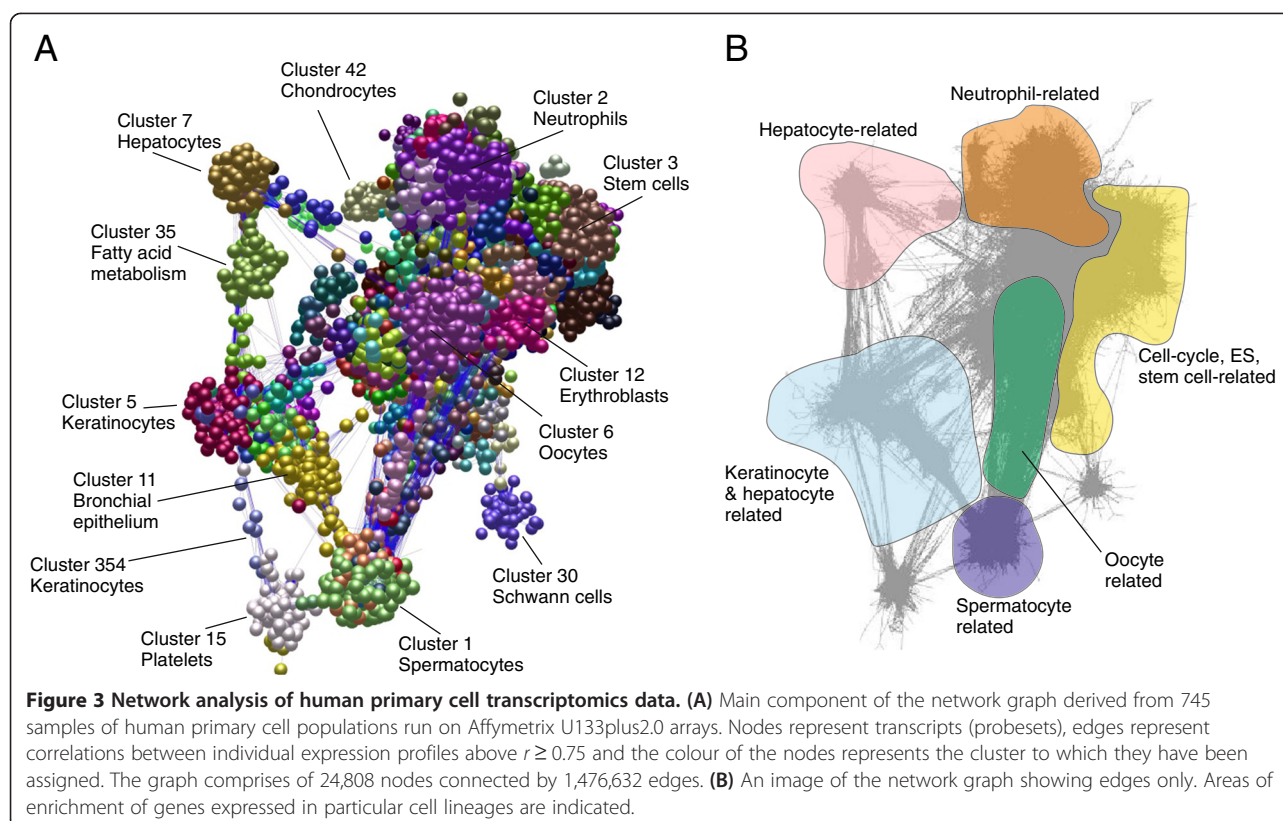 A
Cluster 42
Chondrocytes
Cluster 2
Neutrophils
Cluster 7
Hepatocytes
Cluster 3
Stem cells
Cluster 35
Fatty acid
metabolism
Cluster 5
Keratinocytes
Cluster 12
Erythroblasts
Cluster 6
Oocytes
Cluster 11
Bronchial
epithelium
Cluster 354
Keratinocytes
Cluster 30
Schwann cells
Cluster 15
Platelets
Cluster 1
Spermatocytes
B
Neutrophil-related
Hepatocyte-related
Cell-cycle, ES,
stem cell-related
Keratinocyte
& hepatocyte
related
Oocyte
related
Spermatocyte
related
Figure 3 Network analysis of human primary cell transcriptomics data. (A) Main component of the network graph derived from 745
samples of human primary cell populations run on Affymetrix U133plus2.0 arrays. Nodes represent transcripts (probesets), edges represent
correlations between individual expression profiles above r ≥ 0.75 and the colour of the nodes represents the cluster to which they have been
assigned. The graph comprises of 24,808 nodes connected by 1,476,632 edges. (B) An image of the network graph showing edges only. Areas of
enrichment of genes expressed in particular cell lineages are indicated.